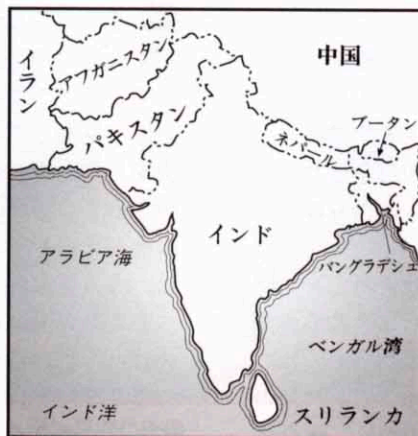 中国
イラン
アフガニスタン
パキスタン
ブータン
ネパール
インド
バングラデシュ
アラビア海
ベンガル湾
スリランカ
インド洋